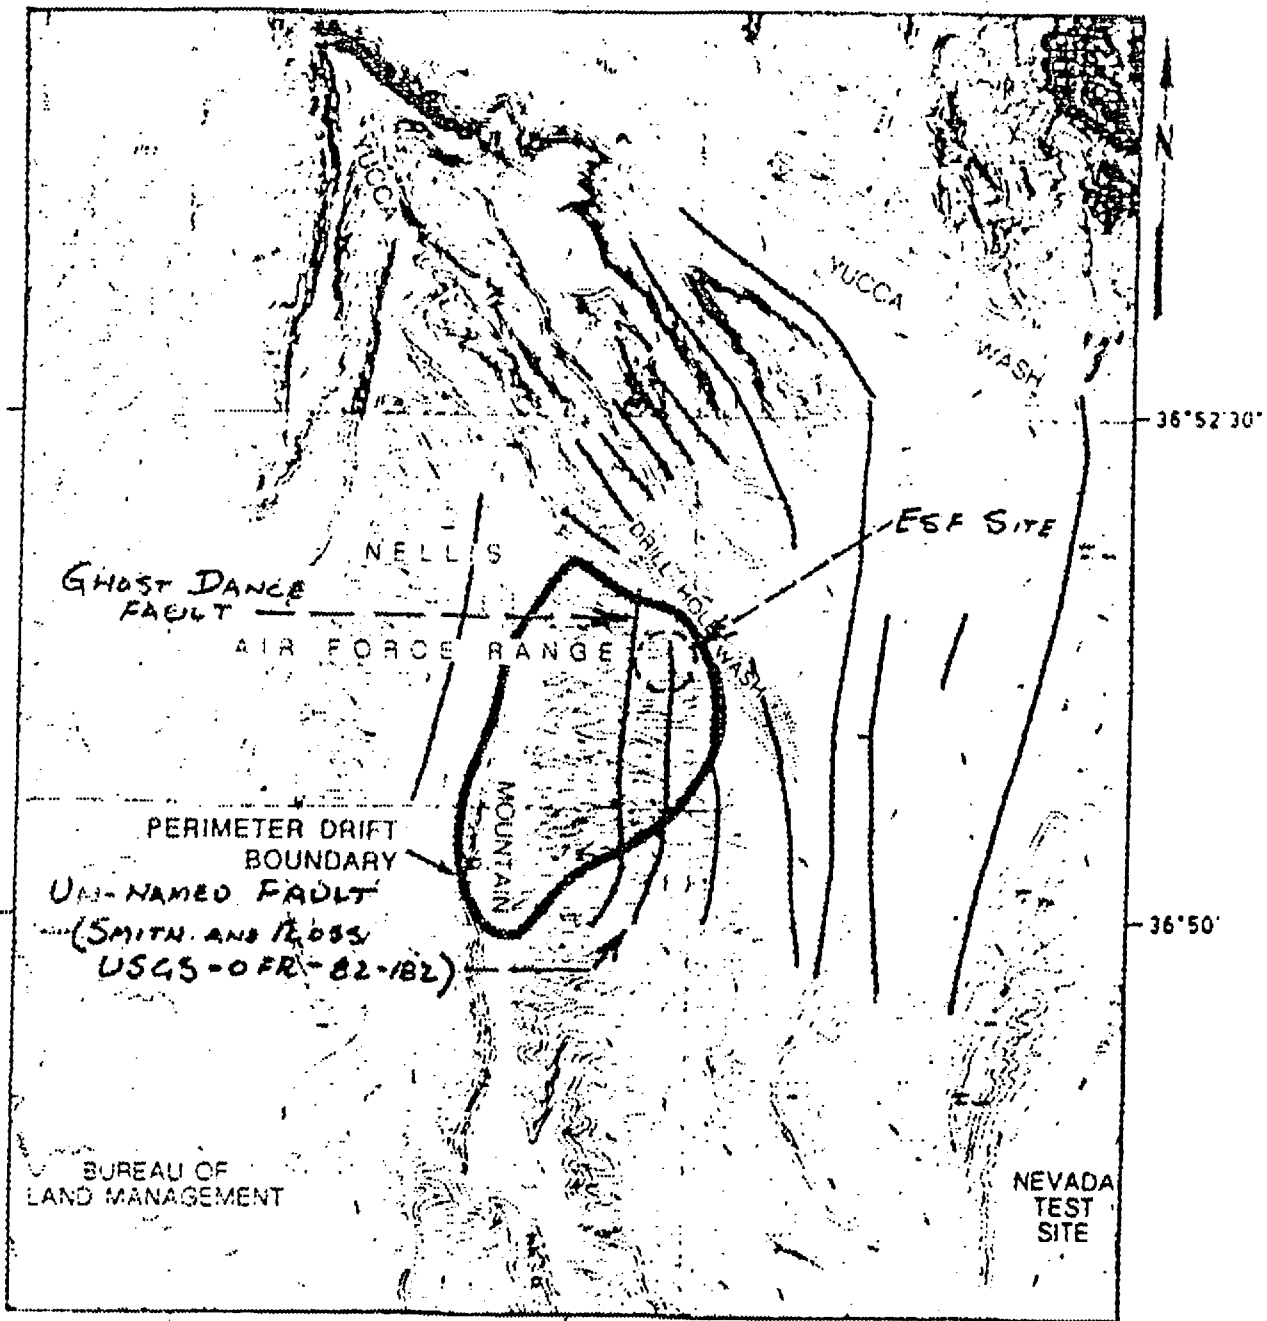 N
YUCCA
YUCCA
WASH
36°52'30"
ESF SITE
DRILL HOLE WASH
NELLIS
GHOST DANCE
FAULT
AIR FORCE RANGE
MOUNTAIN
PERIMETER DRIFT
BOUNDARY
UN-NAMED FAULT
(SMITH AND ROSS
USGS-OFR-82-182)
36°50'
BUREAU OF
LAND MANAGEMENT
NEVADA
TEST
SITE